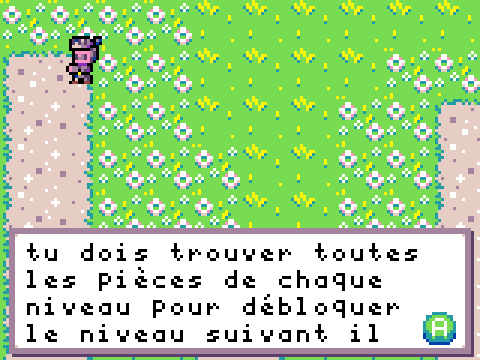 tu dois trouver toutes
les pièces de chaque
niveau pour débloquer
le niveau suivant il
A